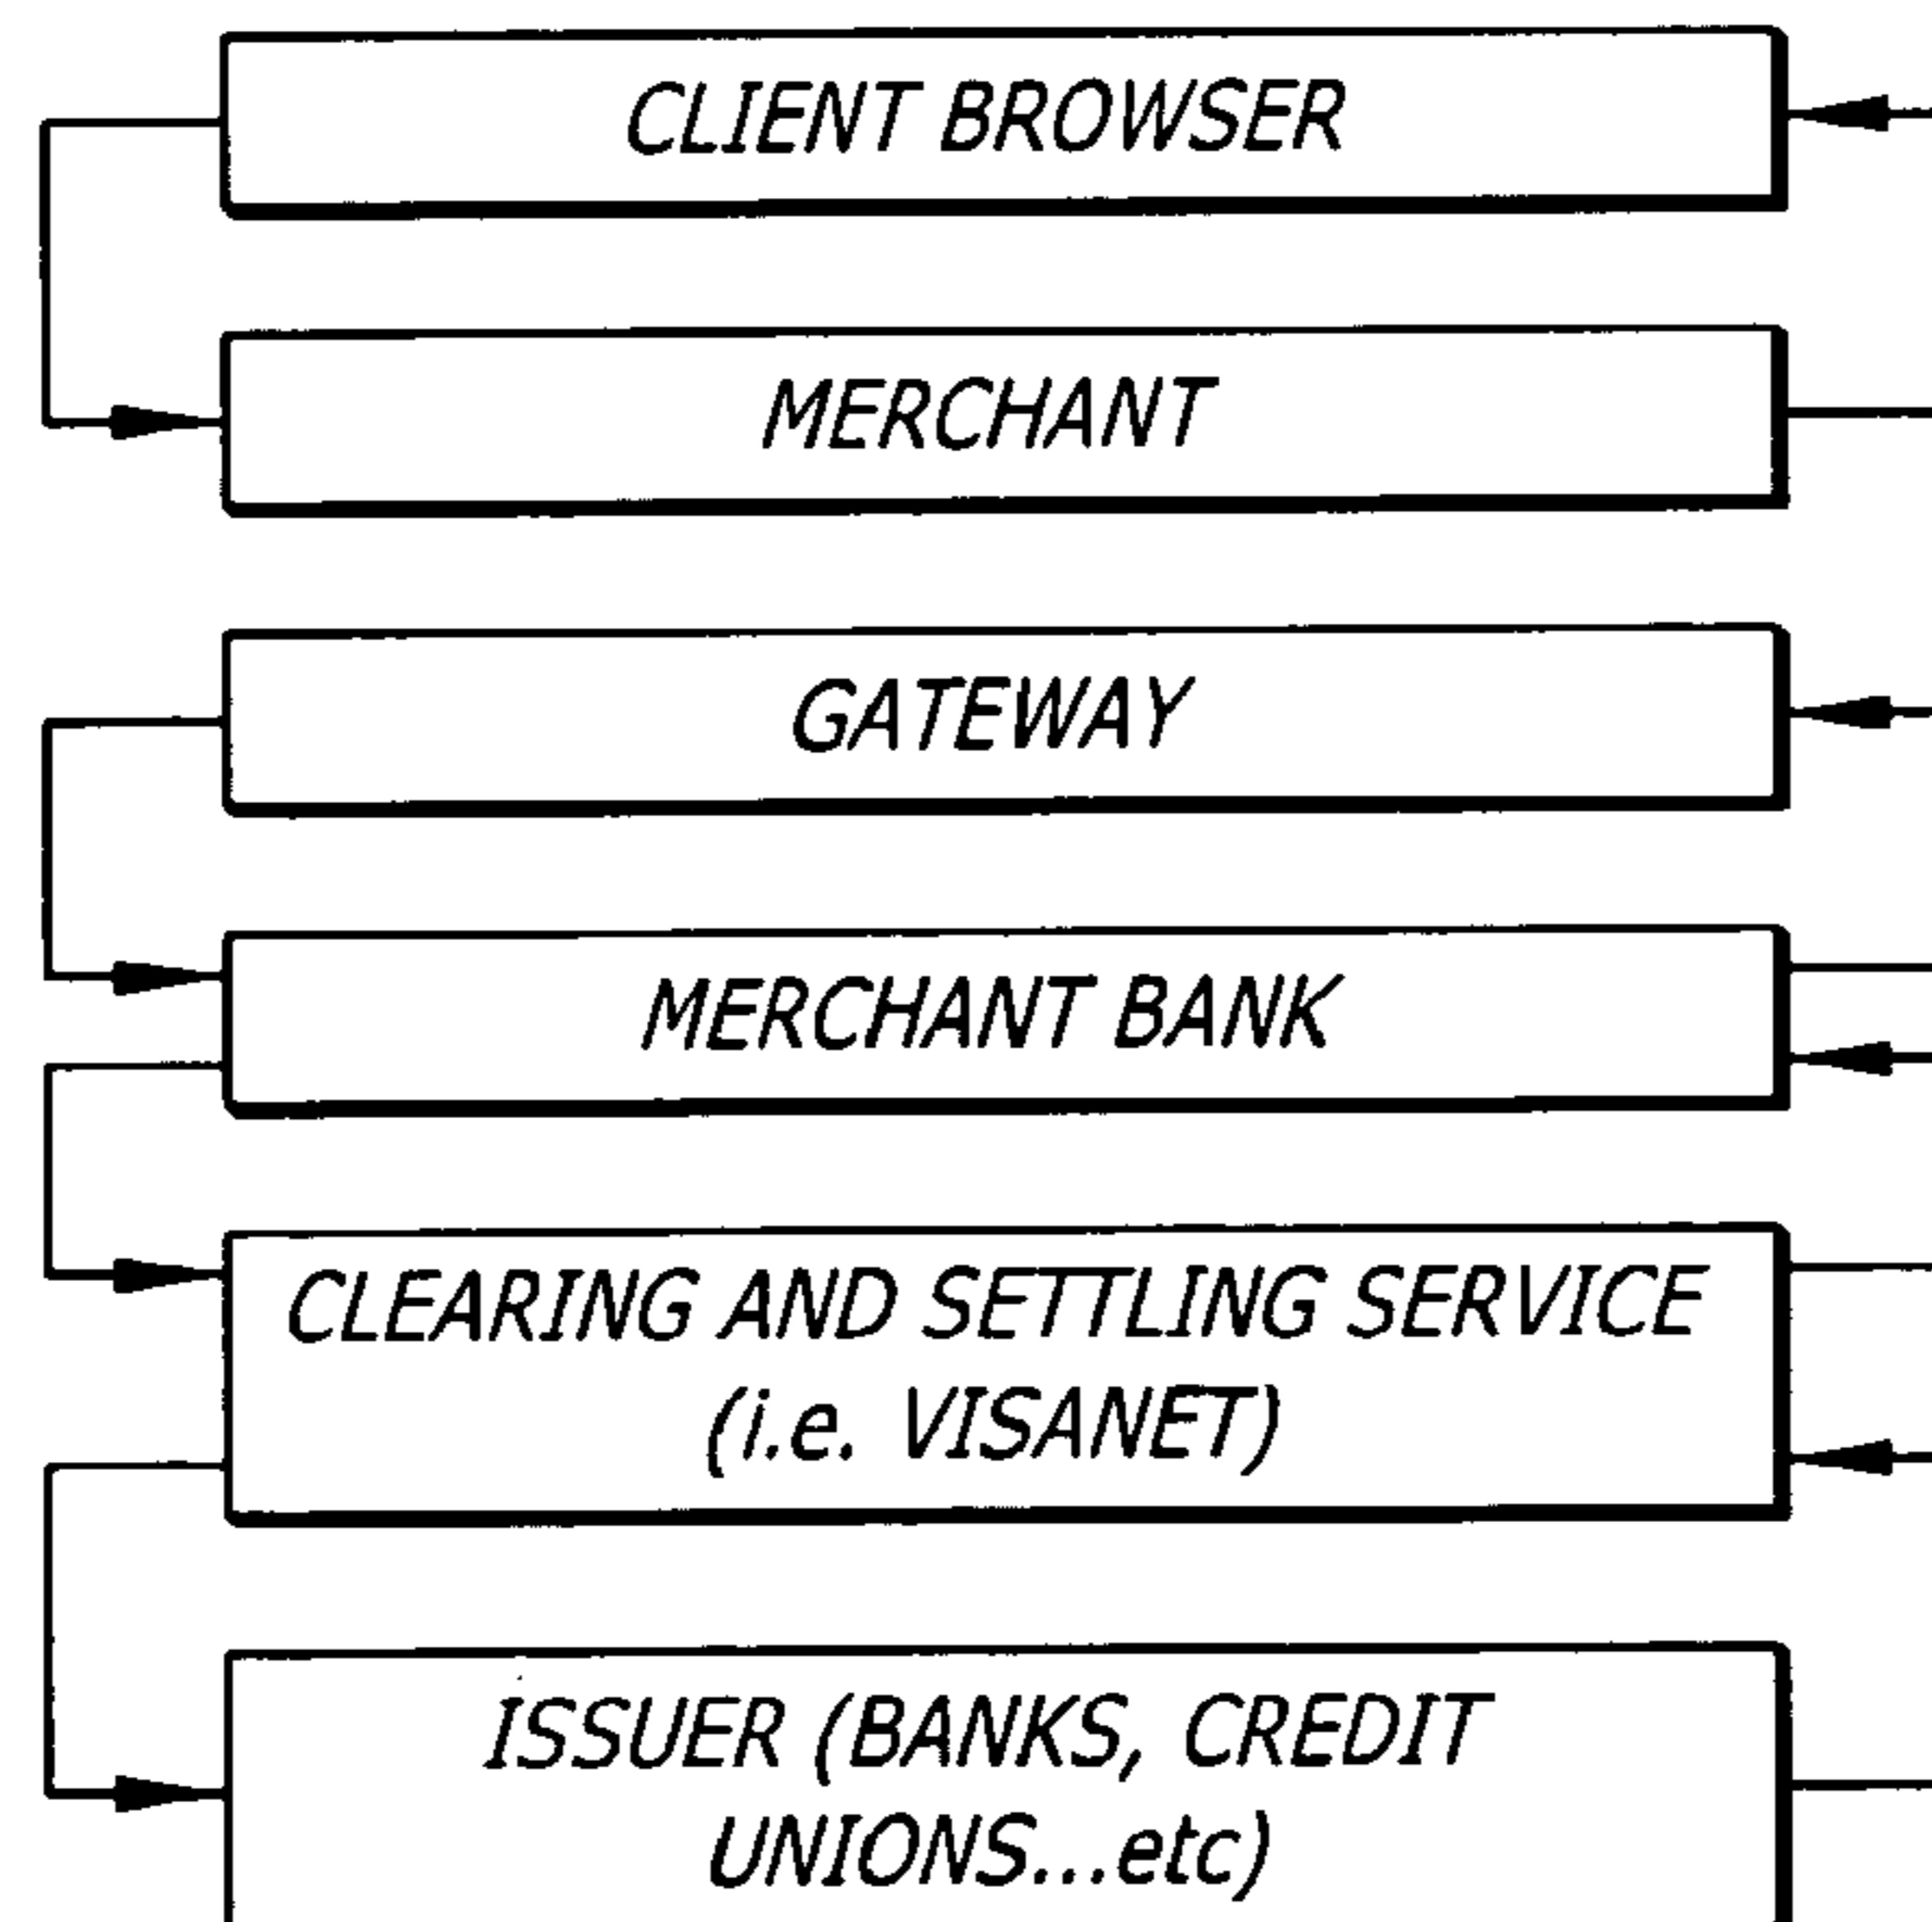 CLIENT BROWSER
MERCHANT
GATEWAY
MERCHANT BANK
CLEARING AND SETTLING SERVICE
(i.e. VISANET)
ISSUER (BANKS, CREDIT
UNIONS...etc)